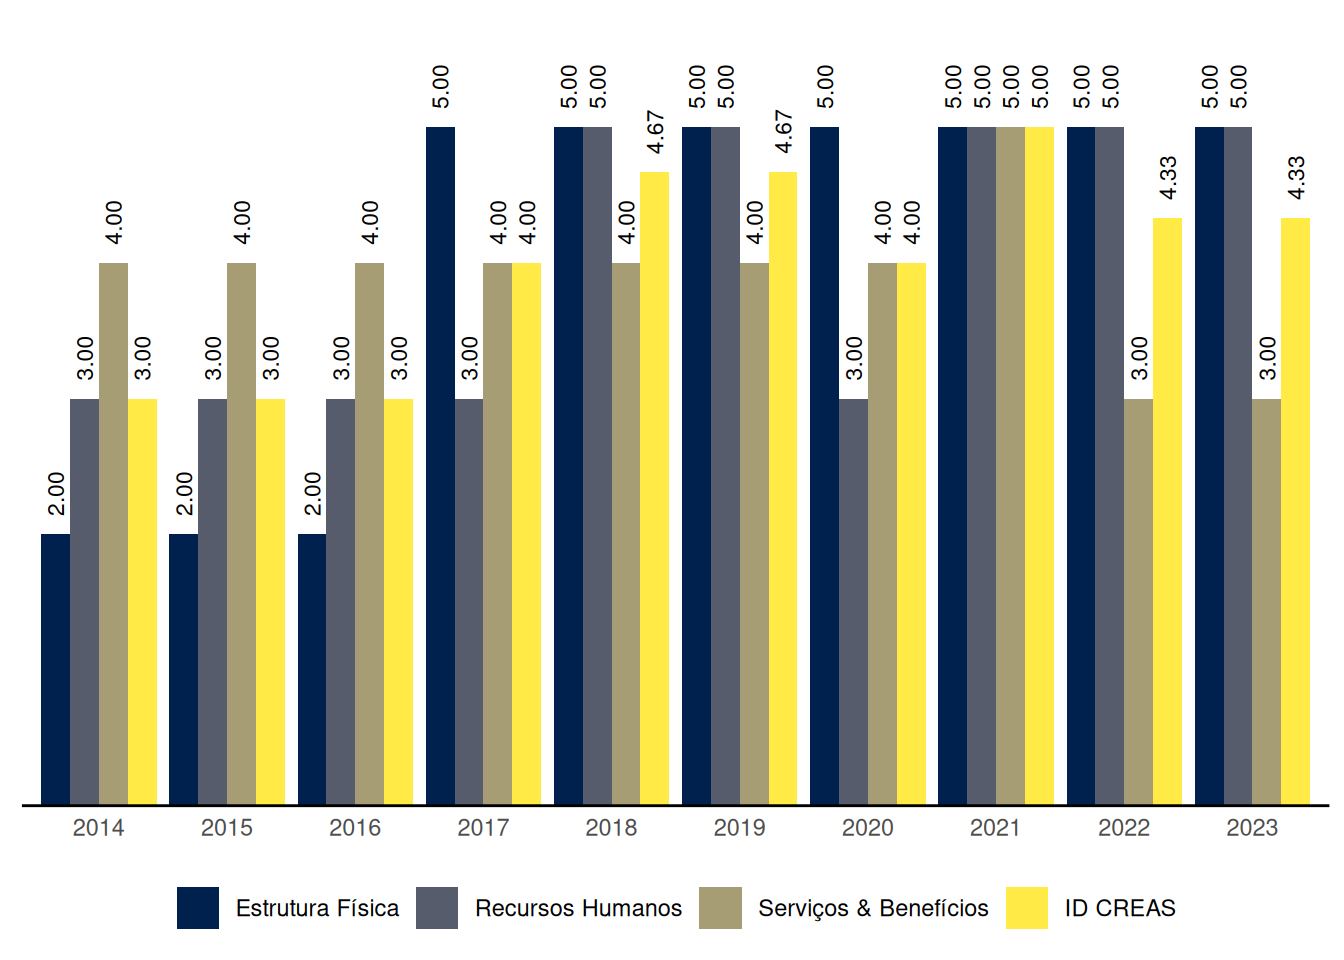 5.00 5.00 5.00 5.00 5.00 5.00 5.00 5.00 5.00 5.00 5.00 5.00 5.00 5.00
4.67 4.67
4.33 4.33
4.00 4.00 4.00 4.00 4.00 4.00 4.00 4.00 4.00
3.00 3.00 3.00 3.00 3.00 3.00 3.00 3.00 3.00 3.00
2.00 2.00 2.00
2014 2015 2016 2017 2018 2019 2020 2021 2022 2023
Estrutura Física Recursos Humanos Serviços & Benefícios ID CREAS